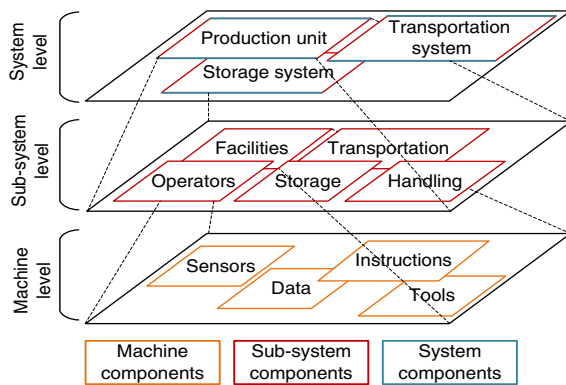 System
level
Production unit
Transportation
system
Storage system
Sub-system
level
Facilities
Transportation
Operators
Storage
Handling
Machine
level
Sensors
Instructions
Data
Tools
Machine
components
Sub-system
components
System
components